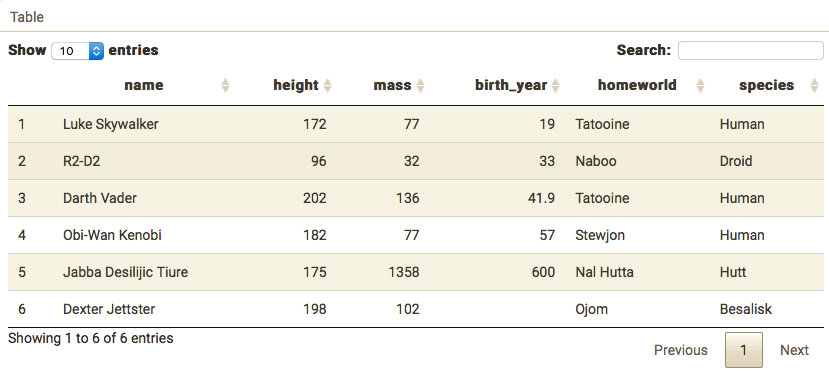 Table
Show 10 entries Search:
name height mass birth_year homeworld species
1 Luke Skywalker 172 77 19 Tatooine Human
2 R2-D2 96 32 33 Naboo Droid
3 Darth Vader 202 136 41.9 Tatooine Human
4 Obi-Wan Kenobi 182 77 57 Stewjon Human
5 Jabba Desilijic Tiure 175 1358 600 Nal Hutta Hutt
6 Dexter Jettster 198 102 Ojom Besalisk
Showing 1 to 6 of 6 entries
Previous 1 Next